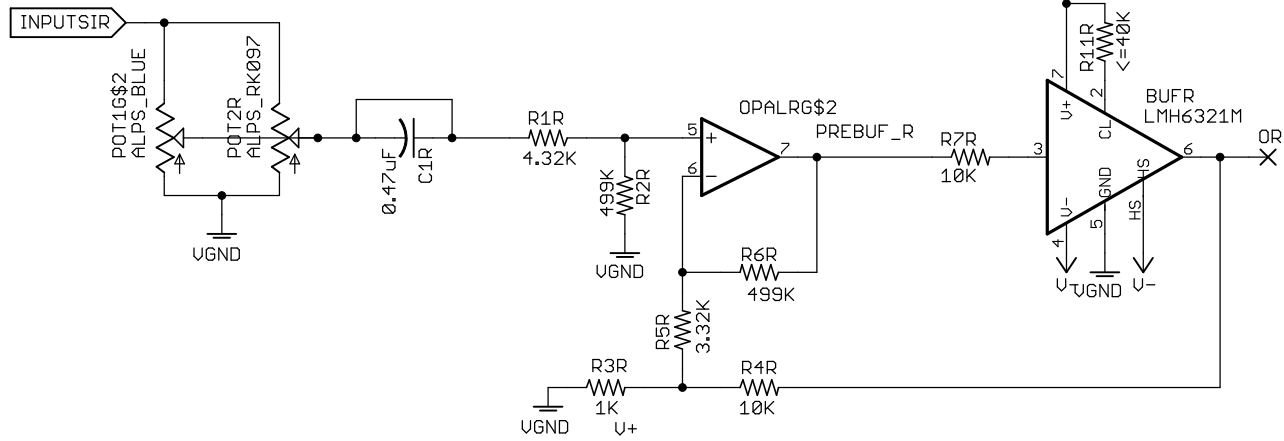 INPUTSIR
POT1G$2
ALPS_BLUE
POT2R
ALPS_RK097
VGND
0.47uF
C1R
R1R
4.32K
499K
R2R
VGND
OPALRG$2
5
+
6
-
7
PREBUF_R
R6R
499K
R5R
3.32K
R3R
1K
VGND
V+
R4R
10K
R7R
10K
R11R
<=40K
BUFR
LMH6321M
7
V+
2
CL
3
6
OR
V-
4
GND
5
HS
HS
V-
VGND
V-